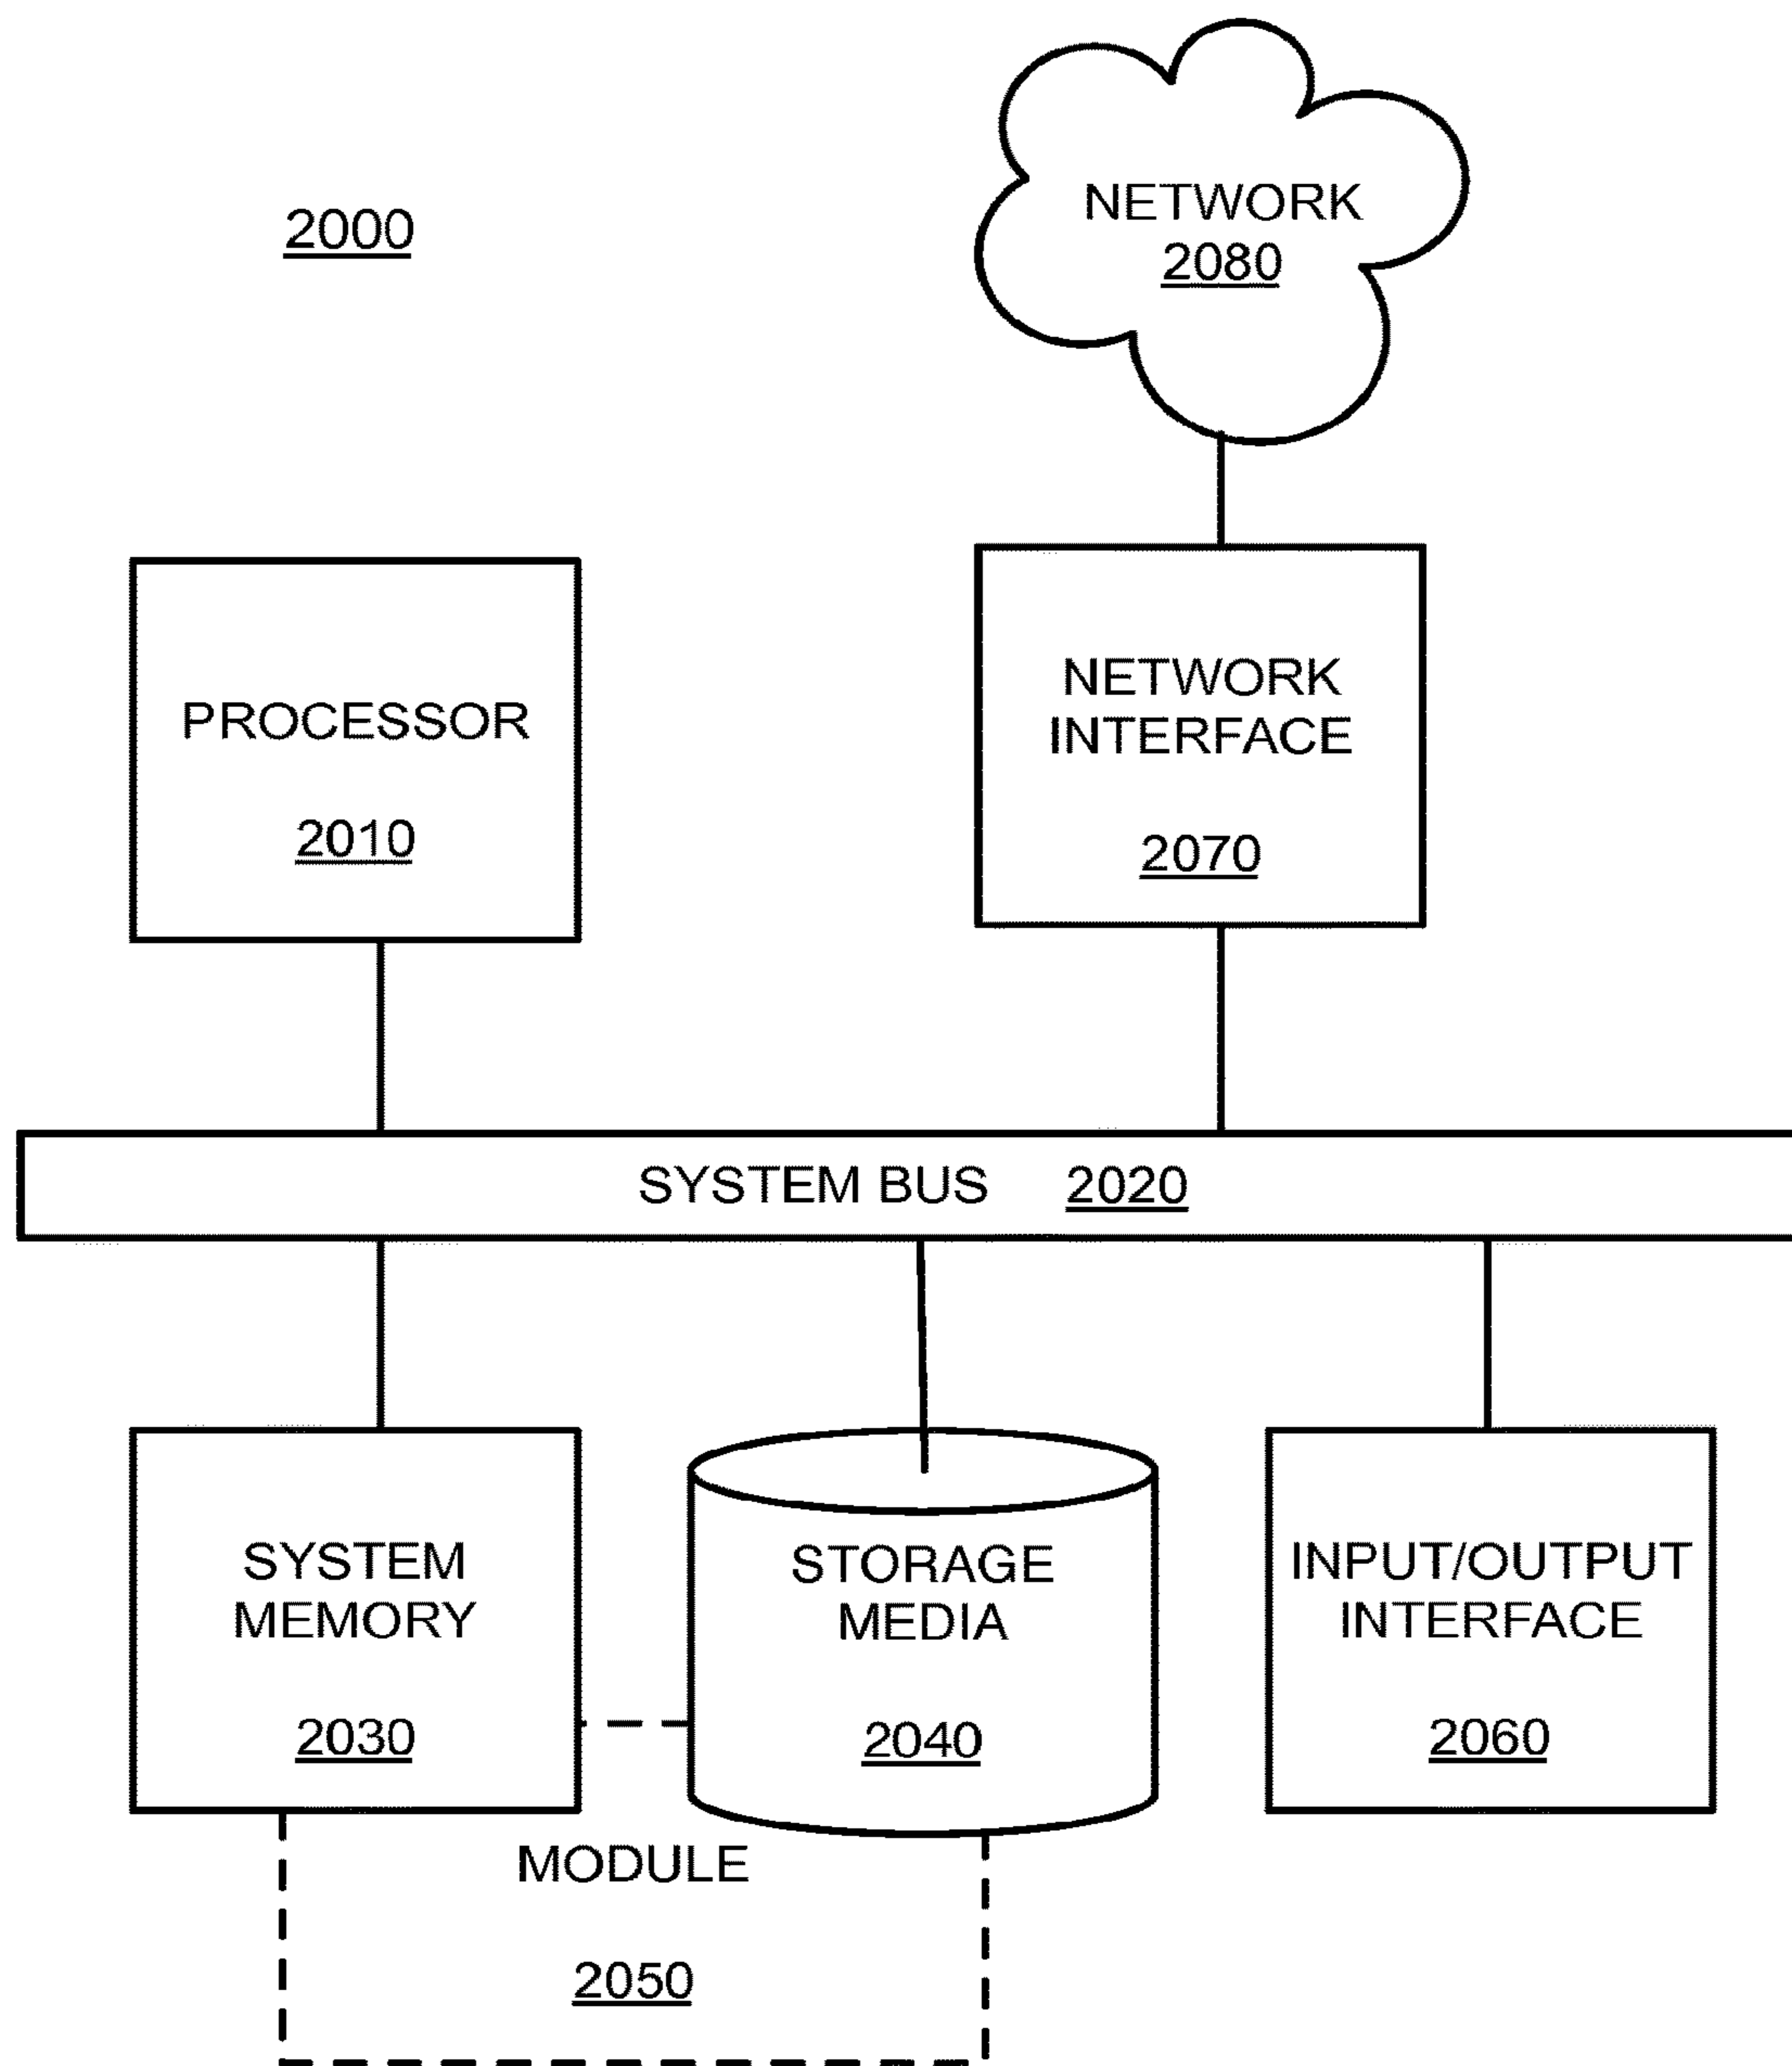 2000
NETWORK
2080
PROCESSOR
2010
NETWORK
INTERFACE
2070
SYSTEM BUS 2020
SYSTEM
MEMORY
2030
STORAGE
MEDIA
2040
INPUT/OUTPUT
INTERFACE
2060
MODULE
2050